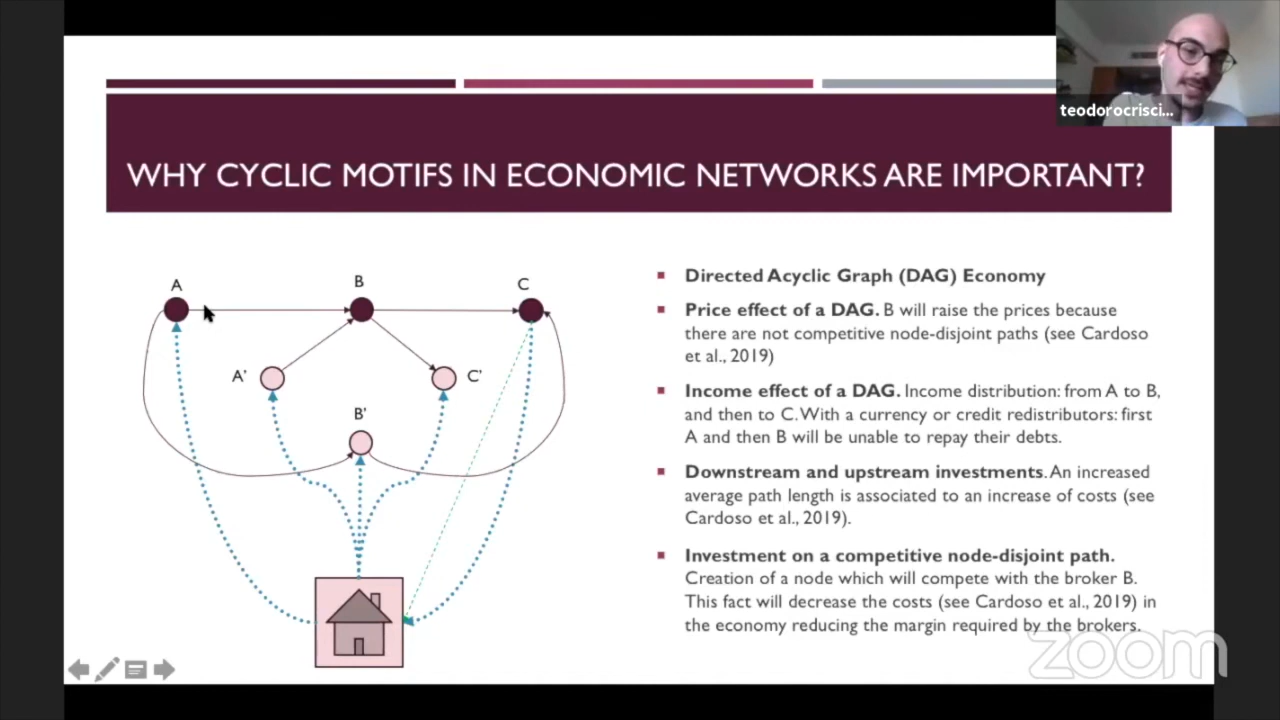 teodorocrisci...
WHY CYCLIC MOTIFS IN ECONOMIC NETWORKS ARE IMPORTANT?
A
B
C
A'
C'
B'
Directed Acyclic Graph (DAG) Economy
Price effect of a DAG. B will raise the prices because
there are not competitive node-disjoint paths (see Cardoso
et al., 2019)
Income effect of a DAG. Income distribution: from A to B,
and then to C. With a currency or credit redistributors: first
A and then B will be unable to repay their debts.
Downstream and upstream investments. An increased
average path length is associated to an increase of costs (see
Cardoso et al., 2019).
Investment on a competitive node-disjoint path.
Creation of a node which will compete with the broker B.
This fact will decrease the costs (see Cardoso et al., 2019) in
the economy reducing the margin required by the brokers.
zoom